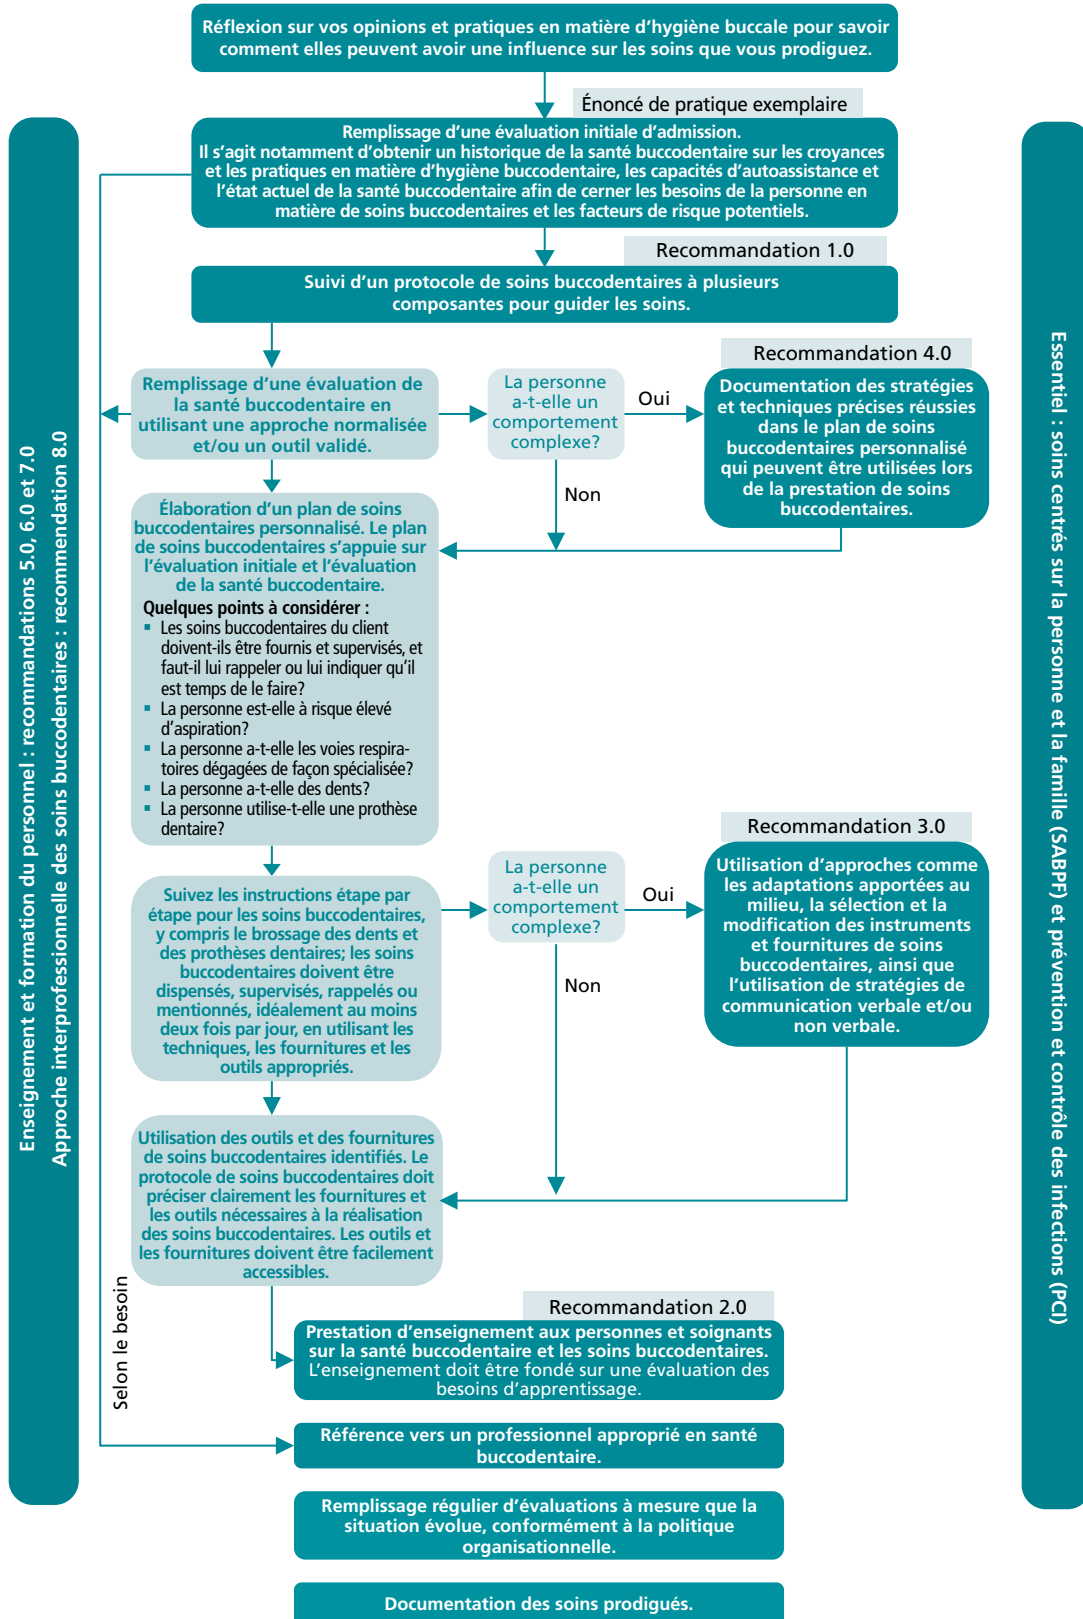 Réflexion sur vos opinions et pratiques en matière d’hygiène buccale pour savoir
comment elles peuvent avoir une influence sur les soins que vous prodiguez.
Énoncé de pratique exemplaire
Remplissage d’une évaluation initiale d’admission.
Il s’agit notamment d’obtenir un historique de la santé buccodentaire sur les croyances
et les pratiques en matière d’hygiène buccodentaire, les capacités d’autoassistance et
l’état actuel de la santé buccodentaire afin de cerner les besoins de la personne en
matière de soins buccodentaires et les facteurs de risque potentiels.
Recommandation 1.0
Suivi d’un protocole de soins buccodentaires à plusieurs
composantes pour guider les soins.
Remplissage d’une évaluation de
la santé buccodentaire en
utilisant une approche normalisée
et/ou un outil validé.
La personne
a-t-elle un
comportement
complexe?
Oui
Non
Recommandation 4.0
Documentation des stratégies
et techniques précises réussies
dans le plan de soins
buccodentaires personnalisé
qui peuvent être utilisées lors
de la prestation de soins
buccodentaires.
Élaboration d’un plan de soins
buccodentaires personnalisé. Le plan
de soins buccodentaires s’appuie sur
l’évaluation initiale et l’évaluation
de la santé buccodentaire.
Quelques points à considérer :
▪ Les soins buccodentaires du client
doivent-ils être fournis et supervisés, et
faut-il lui rappeler ou lui indiquer qu’il
est temps de le faire?
▪ La personne est-elle à risque élevé
d’aspiration?
▪ La personne a-t-elle les voies respira-
toires dégagées de façon spécialisée?
▪ La personne a-t-elle des dents?
▪ La personne utilise-t-elle une prothèse
dentaire?
Suivez les instructions étape par
étape pour les soins buccodentaires,
y compris le brossage des dents et
des prothèses dentaires; les soins
buccodentaires doivent être
dispensés, supervisés, rappelés ou
mentionnés, idéalement au moins
deux fois par jour, en utilisant les
techniques, les fournitures et les
outils appropriés.
La personne
a-t-elle un
comportement
complexe?
Oui
Non
Recommandation 3.0
Utilisation d’approches comme
les adaptations apportées au
milieu, la sélection et la
modification des instruments
et fournitures de soins
buccodentaires, ainsi que
l’utilisation de stratégies de
communication verbale et/ou
non verbale.
Utilisation des outils et des fournitures
de soins buccodentaires identifiés. Le
protocole de soins buccodentaires doit
préciser clairement les fournitures et
les outils nécessaires à la réalisation
des soins buccodentaires. Les outils et
les fournitures doivent être facilement
accessibles.
Recommandation 2.0
Prestation d’enseignement aux personnes et soignants
sur la santé buccodentaire et les soins buccodentaires.
L’enseignement doit être fondé sur une évaluation des
besoins d’apprentissage.
Selon le besoin
Référence vers un professionnel approprié en santé
buccodentaire.
Remplissage régulier d’évaluations à mesure que la
situation évolue, conformément à la politique
organisationnelle.
Documentation des soins prodigués.
Enseignement et formation du personnel : recommandations 5.0, 6.0 et 7.0
Approche interprofessionnelle des soins buccodentaires : recommendation 8.0
Essentiel : soins centrés sur la personne et la famille (SABPF) et prévention et contrôle des infections (PCI)